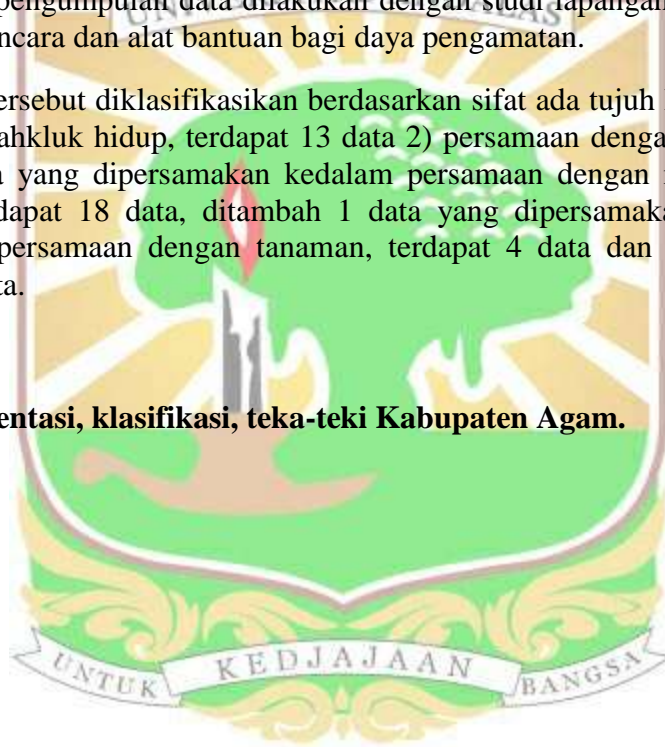 pengumpulan data dilakukan dengan studi lapangan
ncara dan alat bantuan bagi daya pengamatan.
ersebut diklasifikasikan berdasarkan sifat ada tujuh
ahkluk hidup, terdapat 13 data 2) persamaan denga
a yang dipersamakan kedalam persamaan dengan
dapat 18 data, ditambah 1 data yang dipersamaka
persamaan dengan tanaman, terdapat 4 data dan
ta.
entasi, klasifikasi, teka-teki Kabupaten Agam.
UNTUK KEDJAJAAN BANGSA